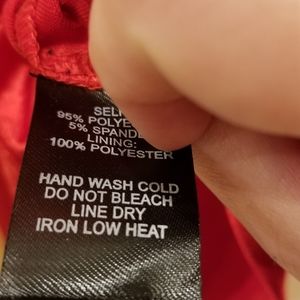 SELF:
95% POLYE
5% SPANDE
LINING:
100% POLYESTER
HAND WASH COLD
DO NOT BLEACH
LINE DRY
IRON LOW HEAT